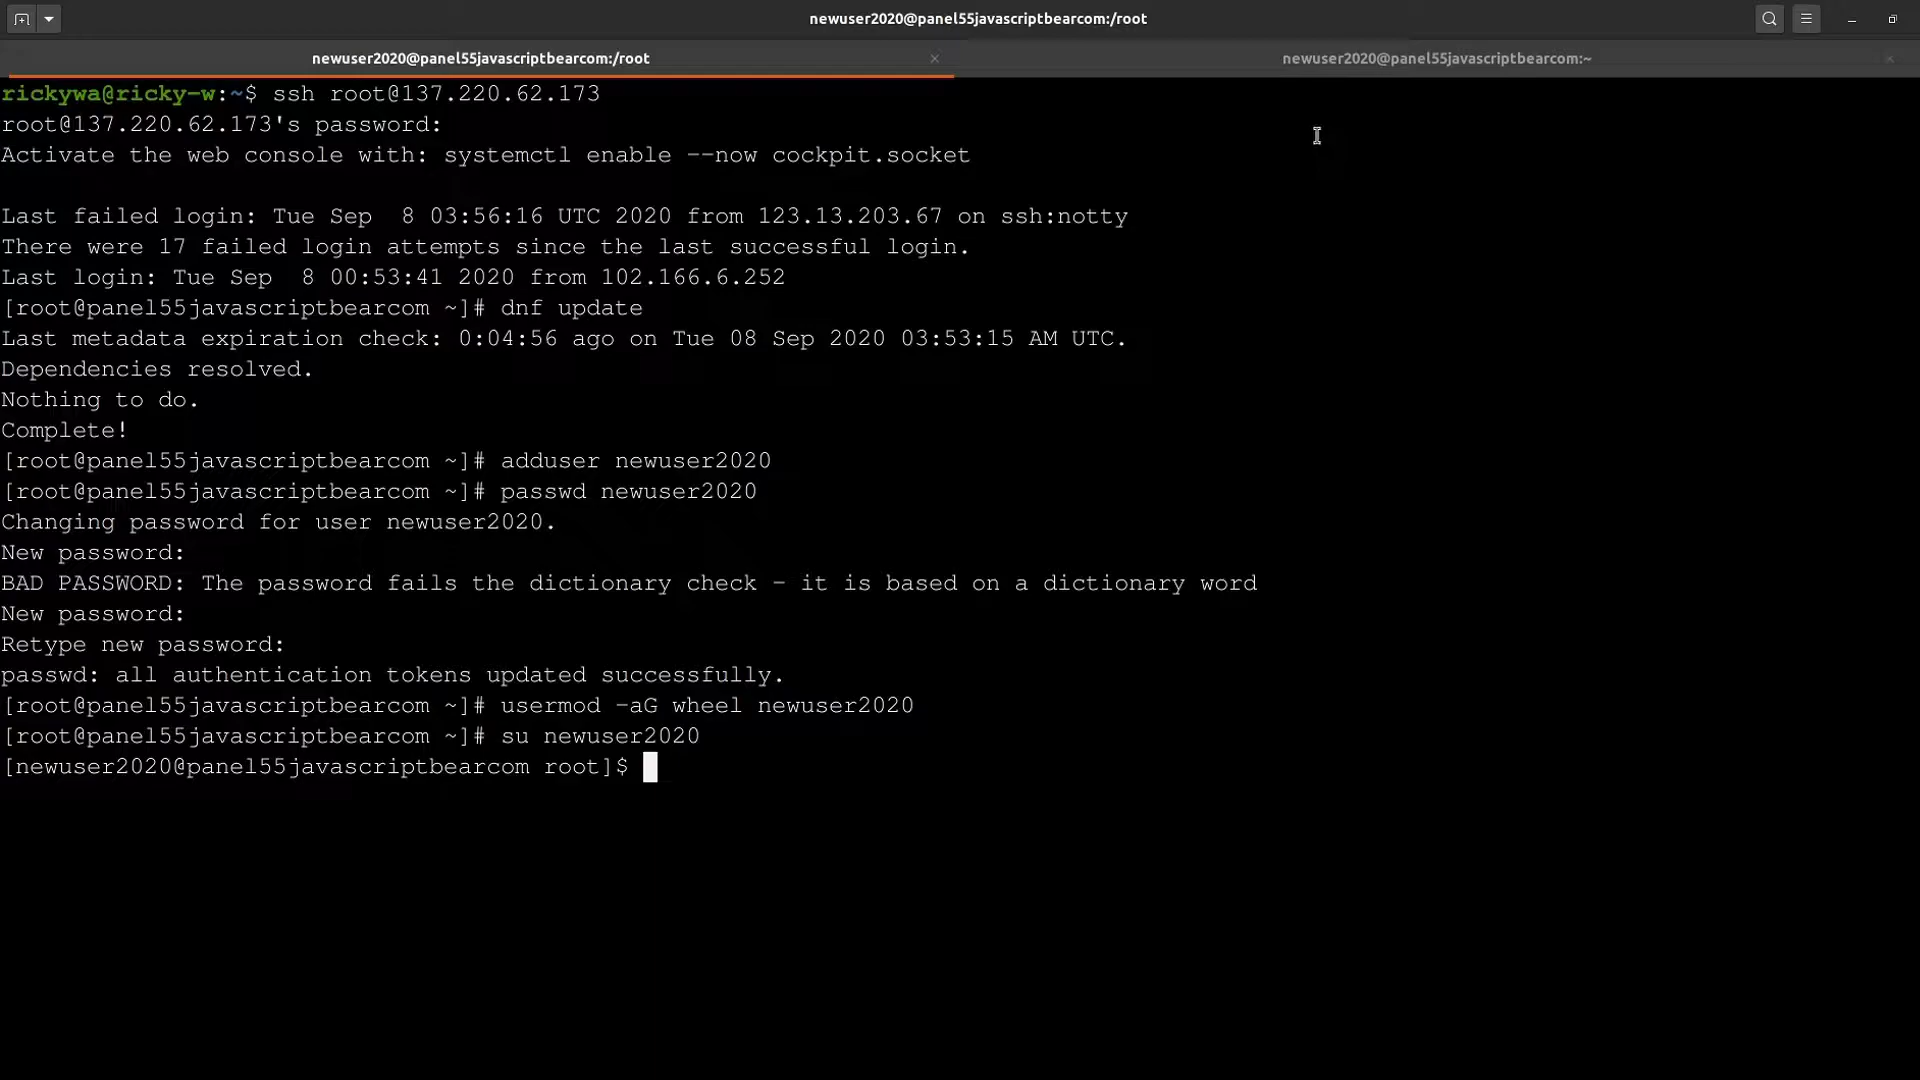 newuser2020@panel55javascriptbearcom:/root
newuser2020@panel55javascriptbearcom:/root
newuser2020@panel55javascriptbearcom:~
rickywa@ricky-w:~$ ssh root@137.220.62.173
root@137.220.62.173's password:
Activate the web console with: systemctl enable --now cockpit.socket
Last failed login: Tue Sep  8 03:56:16 UTC 2020 from 123.13.203.67 on ssh:notty
There were 17 failed login attempts since the last successful login.
Last login: Tue Sep  8 00:53:41 2020 from 102.166.6.252
[root@panel55javascriptbearcom ~]# dnf update
Last metadata expiration check: 0:04:56 ago on Tue 08 Sep 2020 03:53:15 AM UTC.
Dependencies resolved.
Nothing to do.
Complete!
[root@panel55javascriptbearcom ~]# adduser newuser2020
[root@panel55javascriptbearcom ~]# passwd newuser2020
Changing password for user newuser2020.
New password:
BAD PASSWORD: The password fails the dictionary check - it is based on a dictionary word
New password:
Retype new password:
passwd: all authentication tokens updated successfully.
[root@panel55javascriptbearcom ~]# usermod -aG wheel newuser2020
[root@panel55javascriptbearcom ~]# su newuser2020
[newuser2020@panel55javascriptbearcom root]$